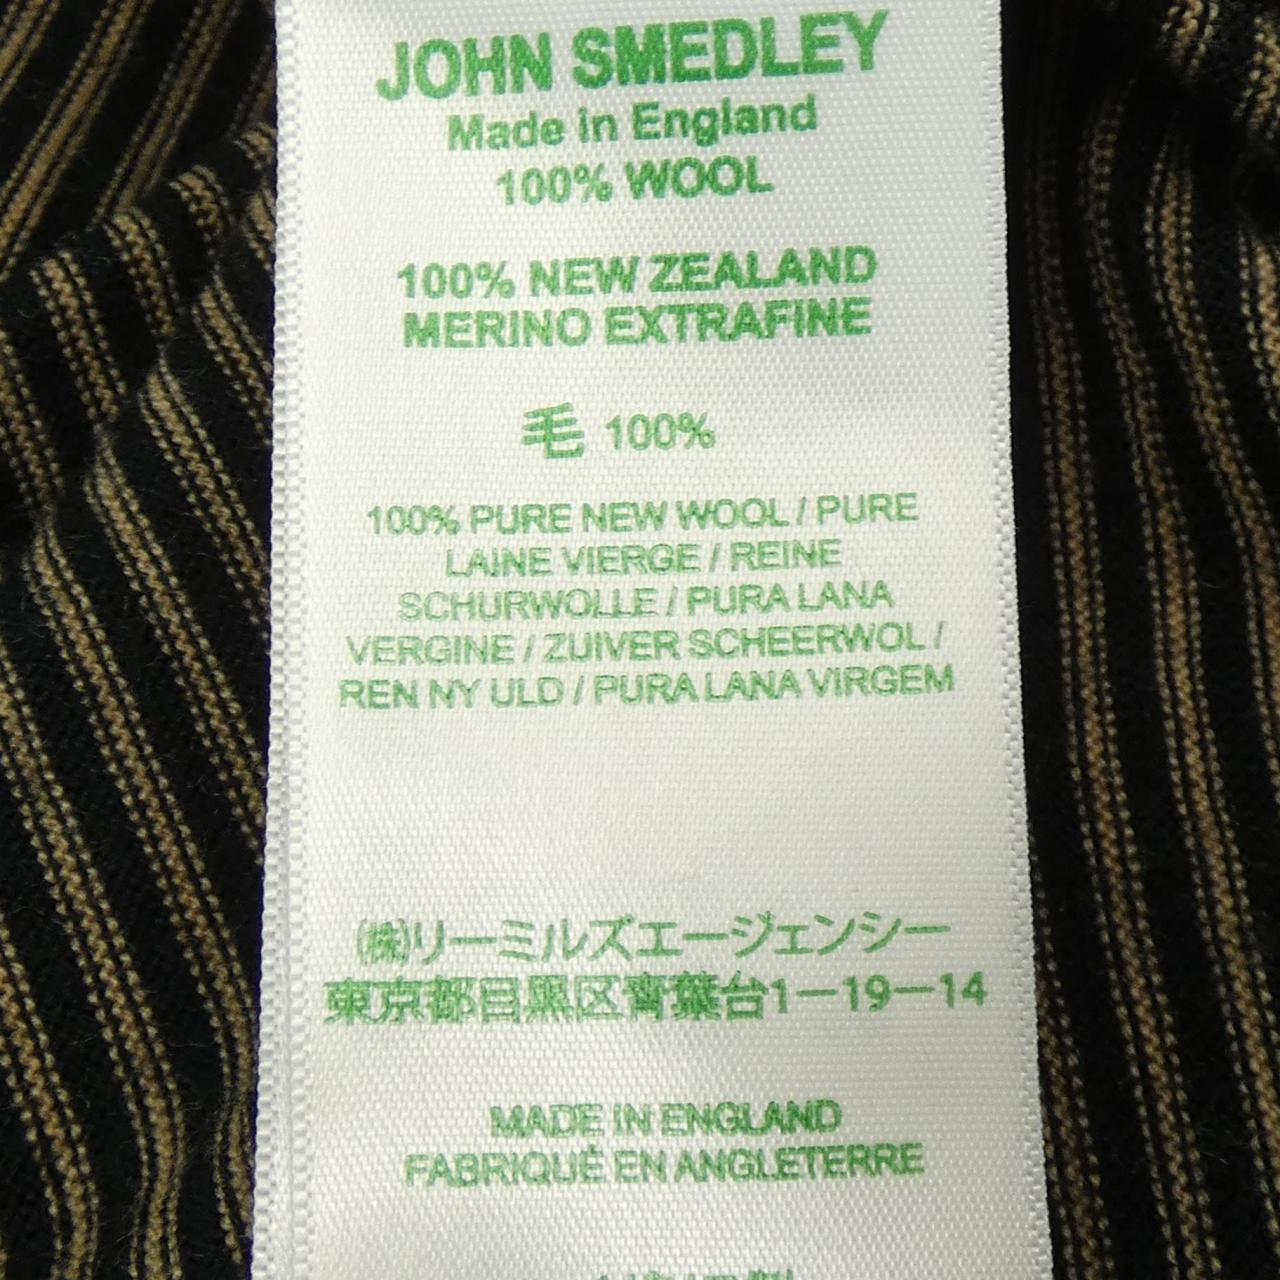 JOHN SMEDLEY
Made in England
100% WOOL
100% NEW ZEALAND
MERINO EXTRAFINE
毛 100%
100% PURE NEW WOOL / PURE
LAINE VIERGE / REINE
SCHURWOLLE / PURA LANA
VERGINE / ZUIVER SCHEERWOL /
REN NY ULD / PURA LANA VIRGEM
㈱リーミルズエージェンシー
東京都目黒区青葉台1－19－14
MADE IN ENGLAND
FABRIQUÉ EN ANGLETERRE